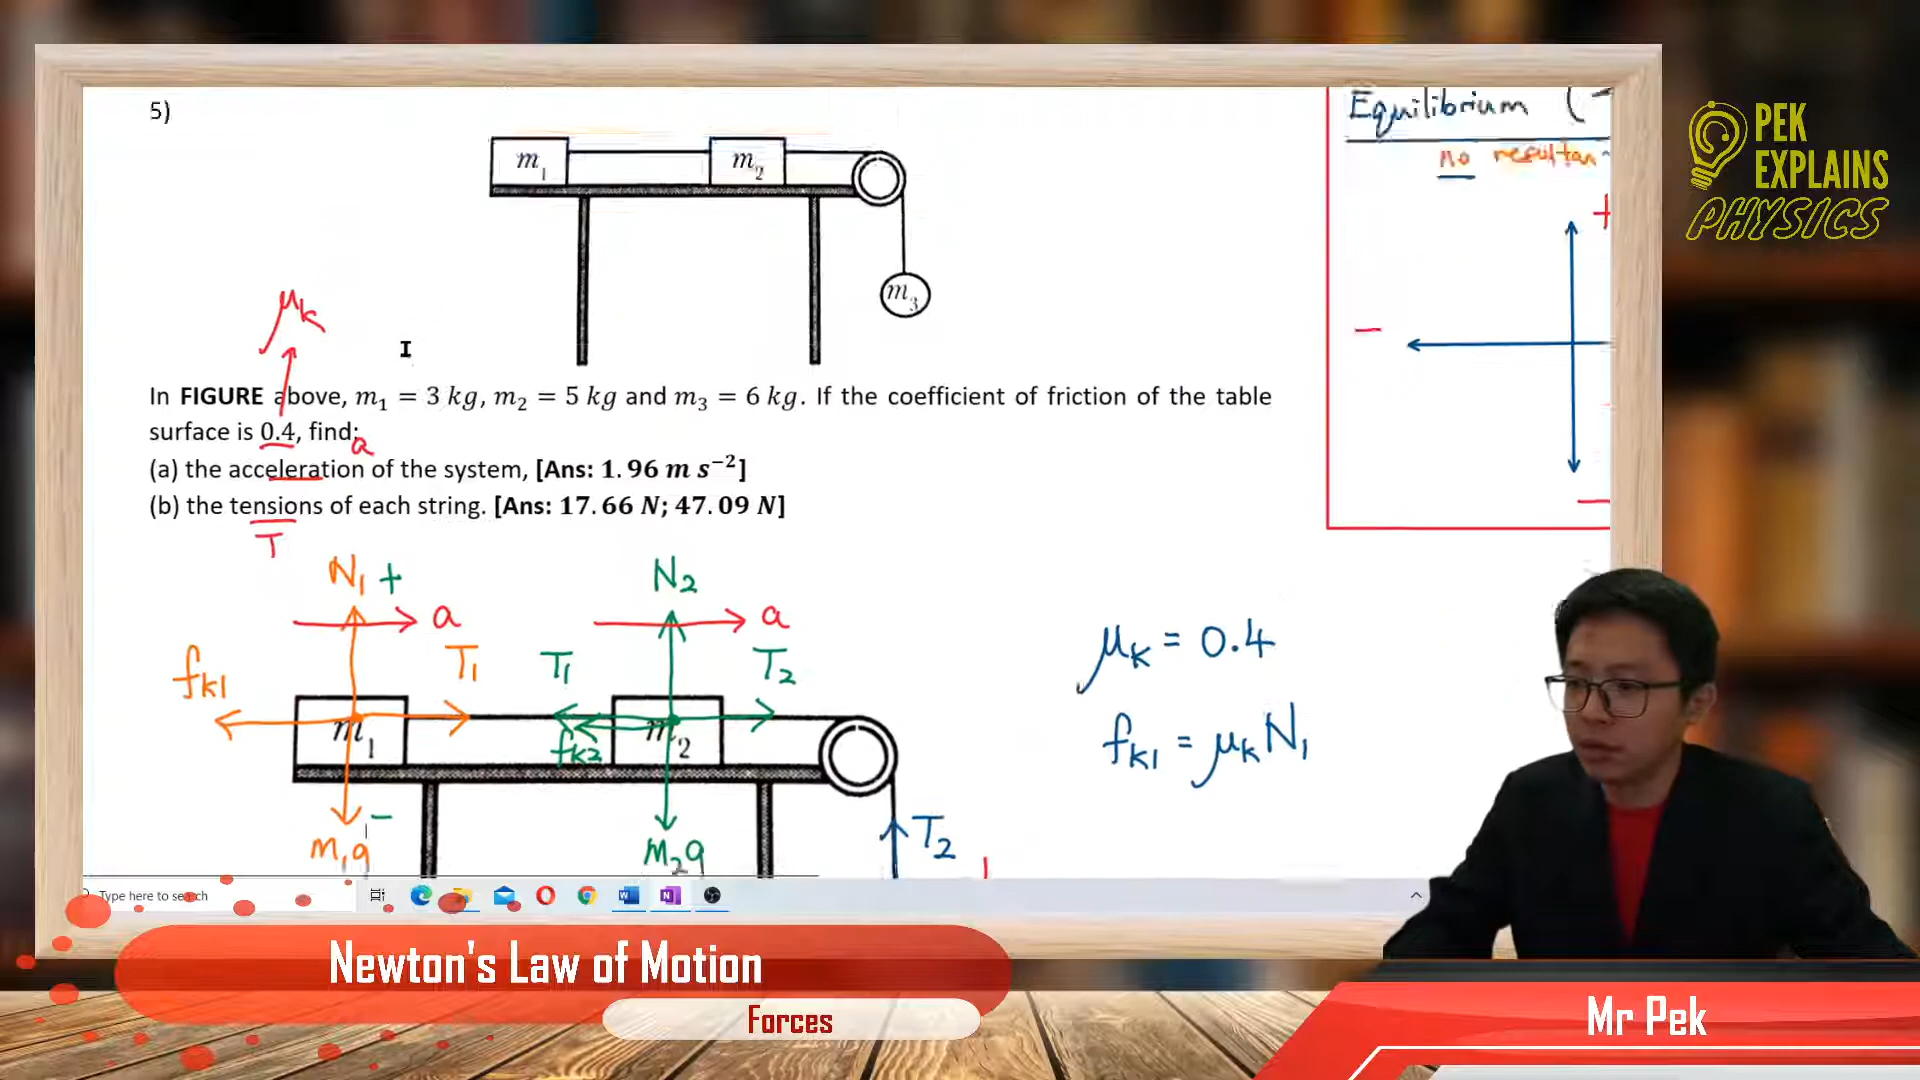 5)
m1
m2
m3
Equilibrium (
no resultan
+
−
−
PEK
EXPLAINS
PHYSICS
μk
In FIGURE above, m₁ = 3 kg, m₂ = 5 kg and m₃ = 6 kg. If the coefficient of friction of the table
surface is 0.4, find:
a
(a) the acceleration of the system, [Ans: 1.96 m s⁻²]
(b) the tensions of each string. [Ans: 17.66 N; 47.09 N]
T
N1 +
N2
a
a
fk1
T1
T1
T2
m1
fk2
m2
−
m1g
m2g
T2
μk = 0.4
fk1 = μk N1
Type here to search
Newton's Law of Motion
Forces
Mr Pek